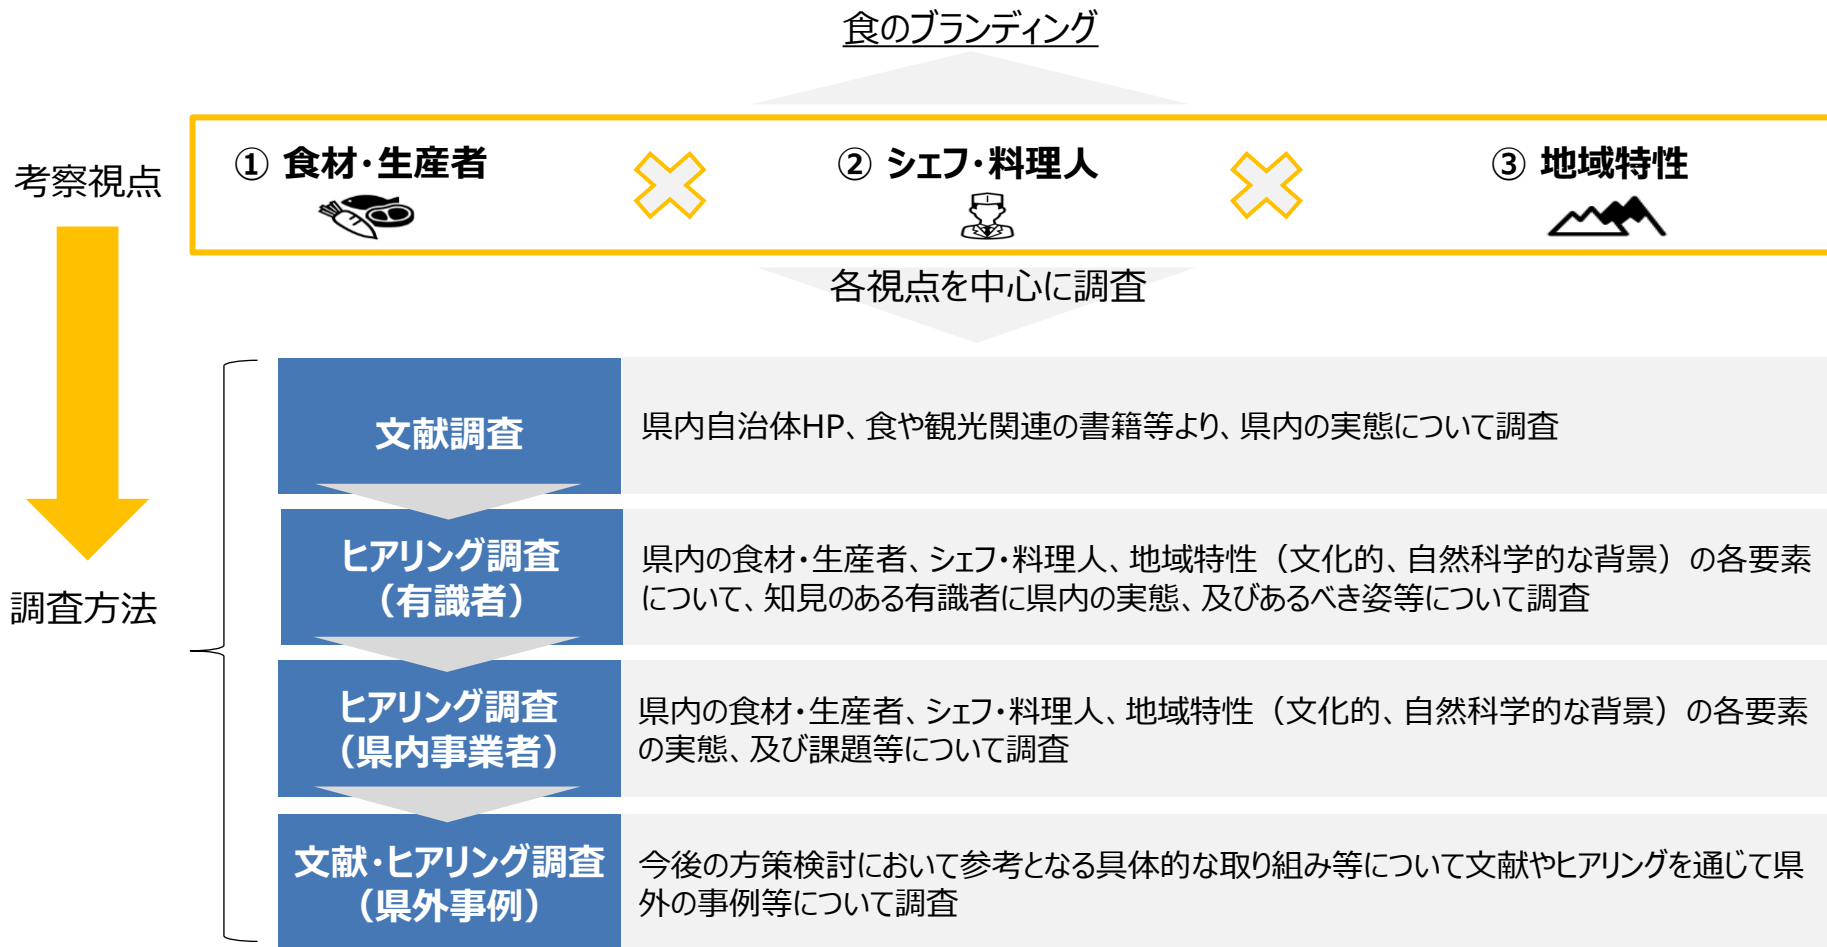 食のブランディング
考察視点
① 食材・生産者
② シェフ・料理人
③ 地域特性
各視点を中心に調査
調査方法
文献調査
県内自治体HP、食や観光関連の書籍等より、県内の実態について調査
ヒアリング調査
（有識者）
県内の食材・生産者、シェフ・料理人、地域特性（文化的、自然科学的な背景）の各要素
について、知見のある有識者に県内の実態、及びあるべき姿等について調査
ヒアリング調査
（県内事業者）
県内の食材・生産者、シェフ・料理人、地域特性（文化的、自然科学的な背景）の各要素
の実態、及び課題等について調査
文献・ヒアリング調査
（県外事例）
今後の方策検討において参考となる具体的な取り組み等について文献やヒアリングを通じて県
外の事例等について調査